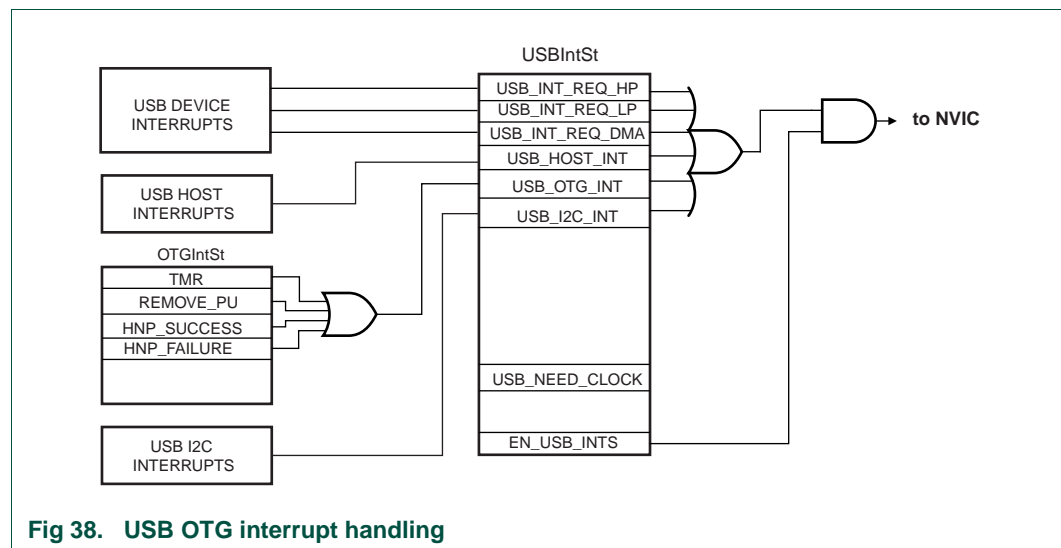 USBIntSt
USB DEVICE
INTERRUPTS
USB HOST
INTERRUPTS
OTGIntSt
TMR
REMOVE_PU
HNP_SUCCESS
HNP_FAILURE
USB I2C
INTERRUPTS
USB_INT_REQ_HP
USB_INT_REQ_LP
USB_INT_REQ_DMA
USB_HOST_INT
USB_OTG_INT
USB_I2C_INT
USB_NEED_CLOCK
EN_USB_INTS
to NVIC
Fig 38. USB OTG interrupt handling